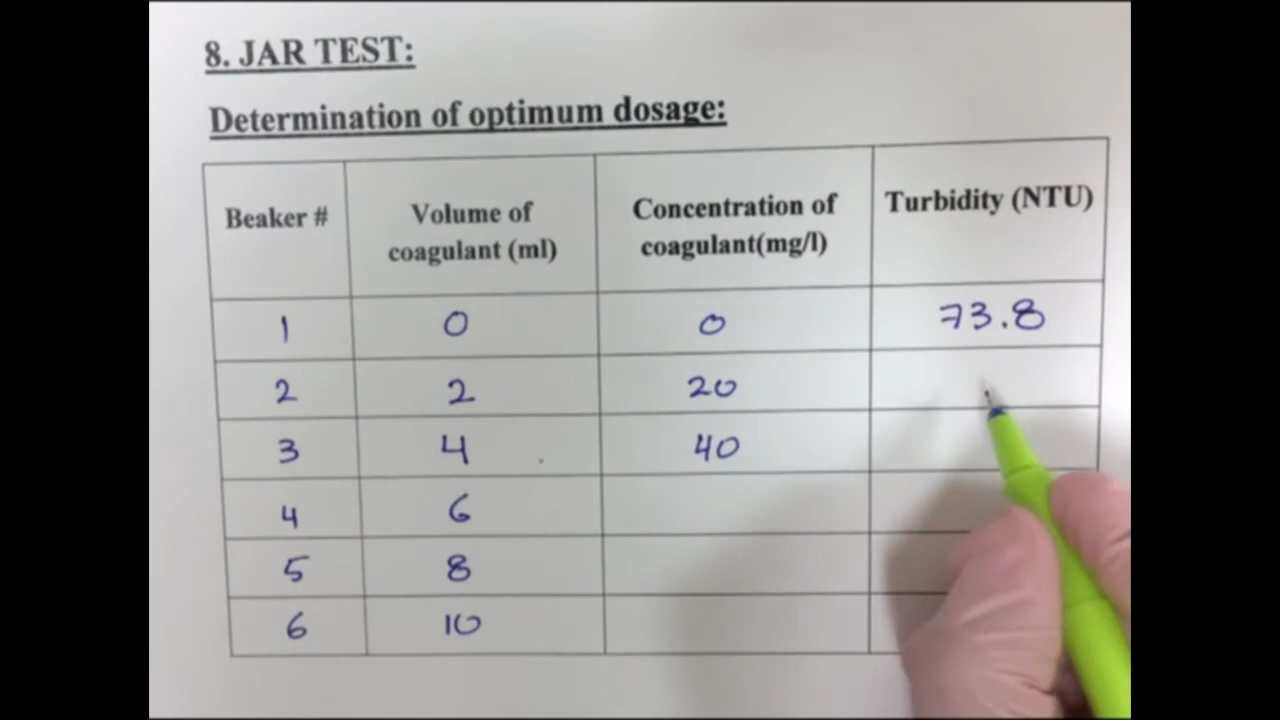 8. JAR TEST:
Determination of optimum dosage:
Beaker # Volume of coagulant (ml) Concentration of coagulant(mg/l) Turbidity (NTU)
1 0 0 73.8
2 2 20
3 4 40
4 6
5 8
6 10